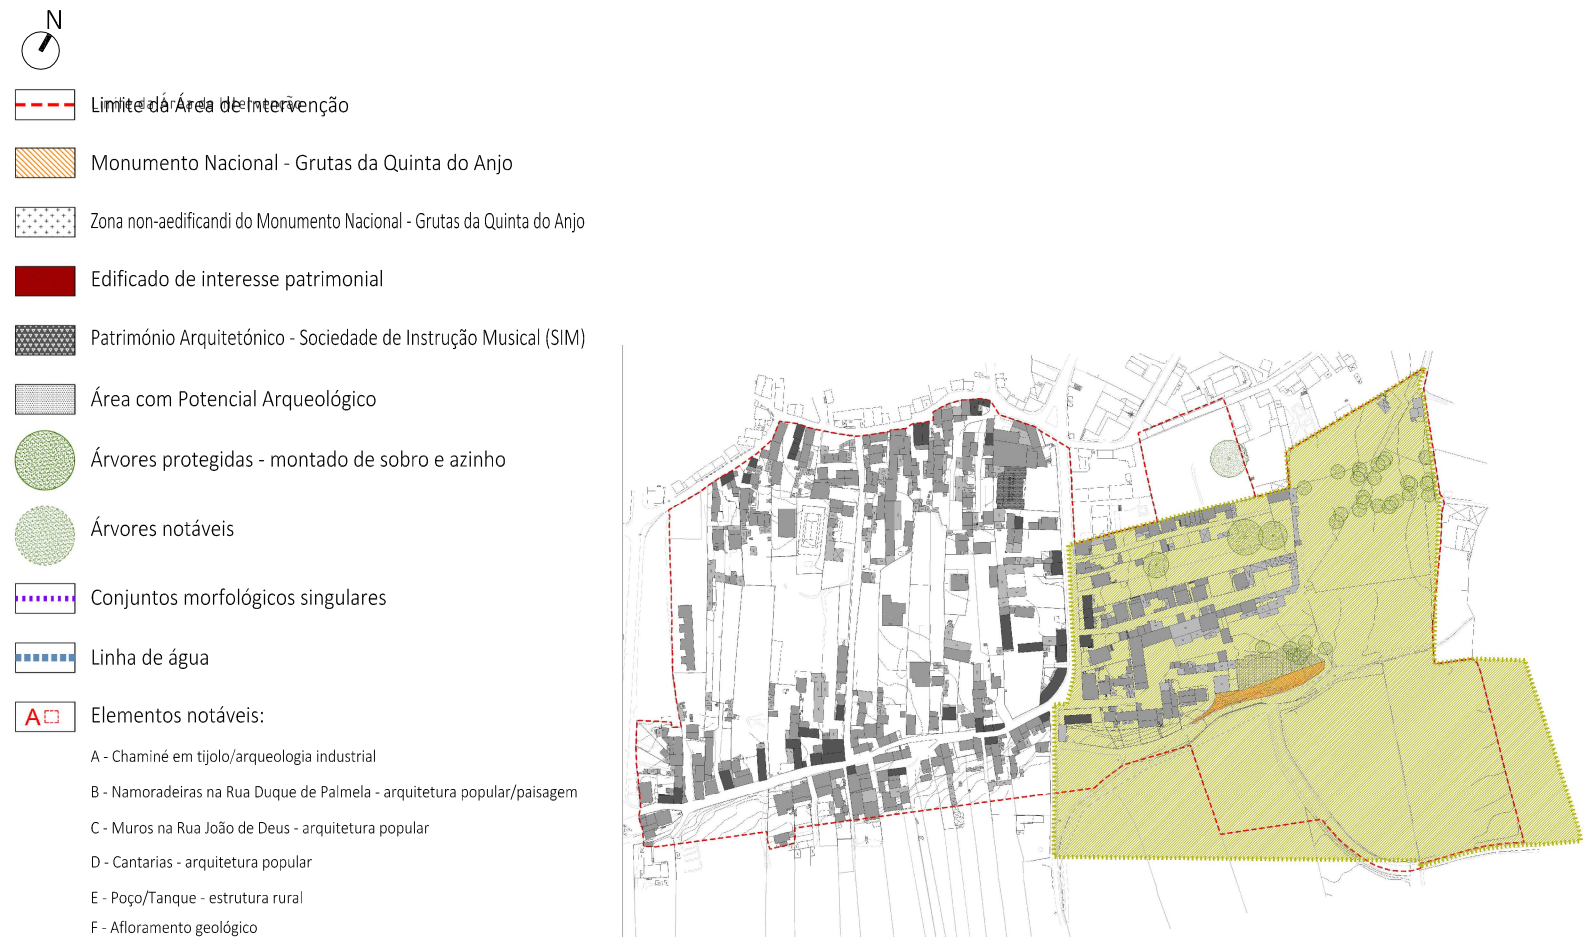 N
Limite da Área de Intervenção
Monumento Nacional - Grutas da Quinta do Anjo
Zona non-aedificandi do Monumento Nacional - Grutas da Quinta do Anjo
Edificado de interesse patrimonial
Património Arquitetónico - Sociedade de Instrução Musical (SIM)
Área com Potencial Arqueológico
Árvores protegidas - montado de sobro e azinho
Árvores notáveis
Conjuntos morfológicos singulares
Linha de água
A Elementos notáveis:
A - Chaminé em tijolo/arqueologia industrial
B - Namoradeiras na Rua Duque de Palmela - arquitetura popular/paisagem
C - Muros na Rua João de Deus - arquitetura popular
D - Cantarias - arquitetura popular
E - Poço/Tanque - estrutura rural
F - Afloramento geológico